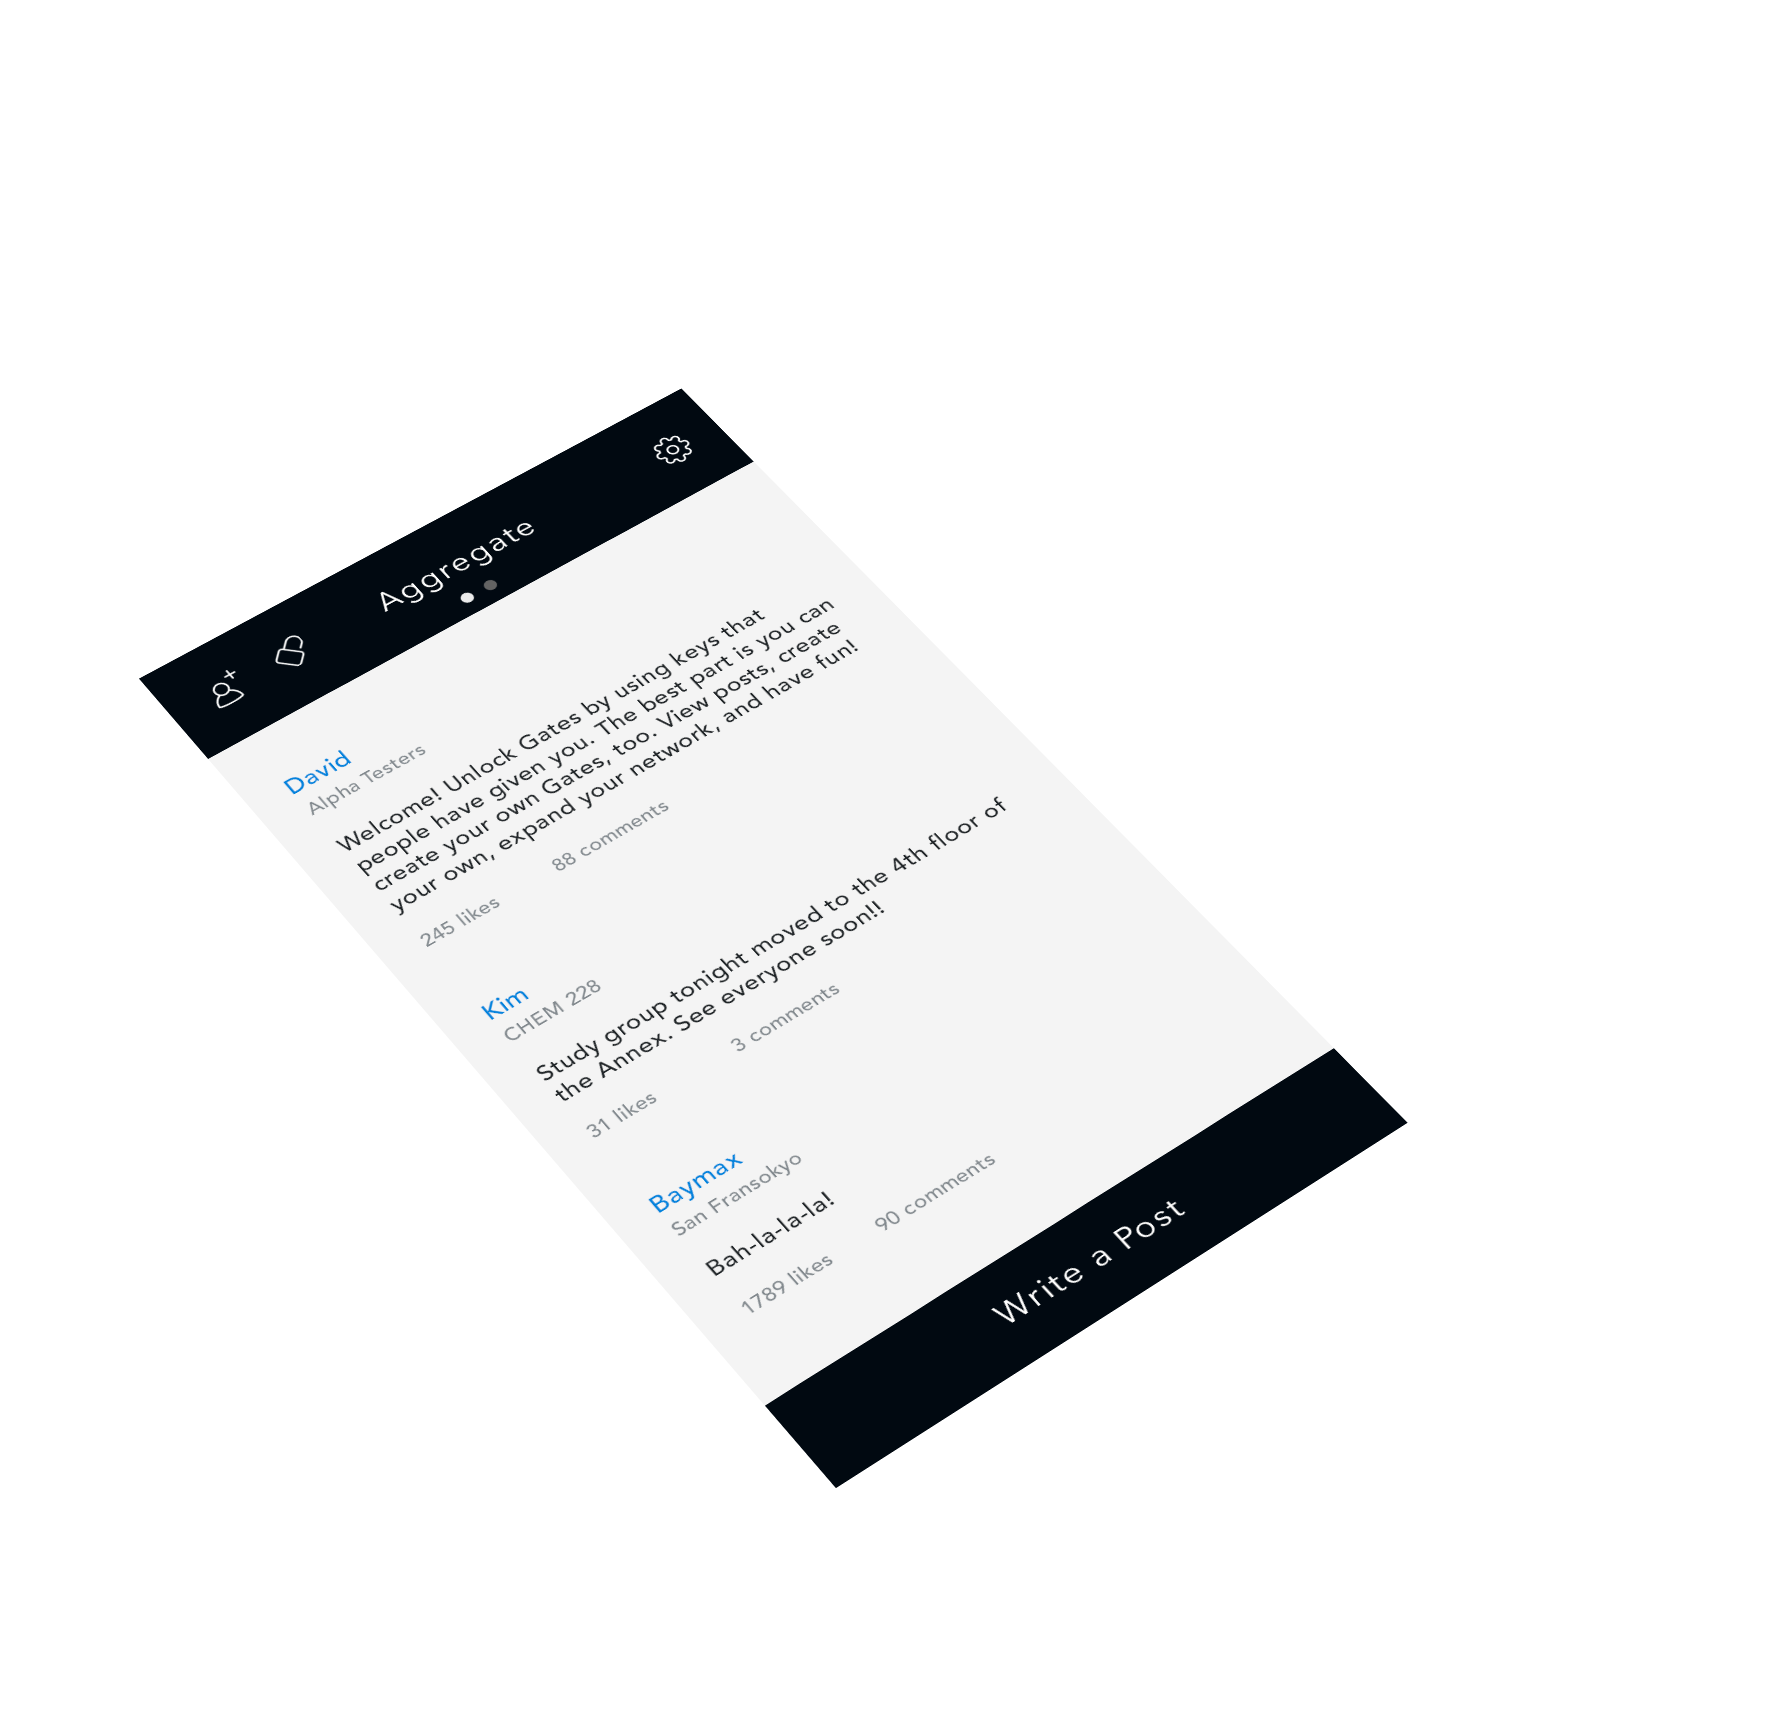 Aggregate
David
Alpha Testers
Welcome! Unlock Gates by using keys that
people have given you. The best part is you can
create your own Gates, too. View posts, create
your own, expand your network, and have fun!
245 likes 88 comments
Kim
CHEM 228
Study group tonight moved to the 4th floor of
the Annex. See everyone soon!!
31 likes 3 comments
Baymax
San Fransokyo
Bah-la-la-la!
1789 likes 90 comments
Write a Post